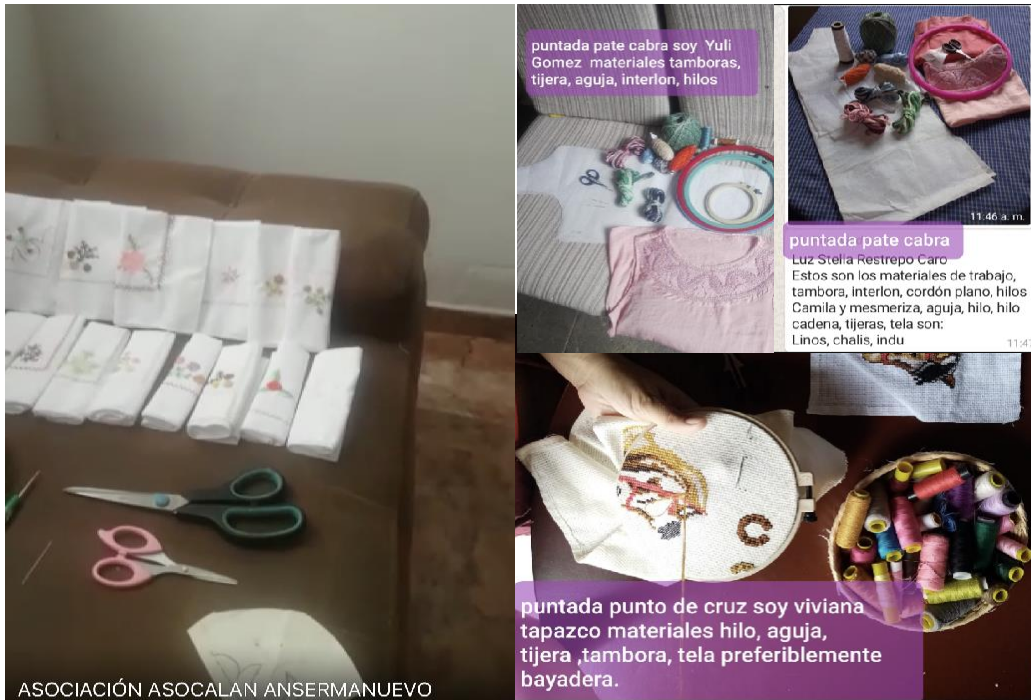 puntada pate cabra soy Yuli
Gomez materiales tamboras,
tijera, aguja, interlon, hilos
11:46 a. m.
puntada pate cabra
Luz Stella Restrepo Caro
Estos son los materiales de trabajo,
tambora, interlon, cordón plano, hilos
Camila y mesmeriza, aguja, hilo, hilo
cadena, tijeras, tela son:
Linos, chalis, indu
puntada punto de cruz soy viviana
tapazco materiales hilo, aguja,
tijera ,tambora, tela preferiblemente
bayadera.
ASOCIACIÓN ASOCALAN ANSERMANUEVO